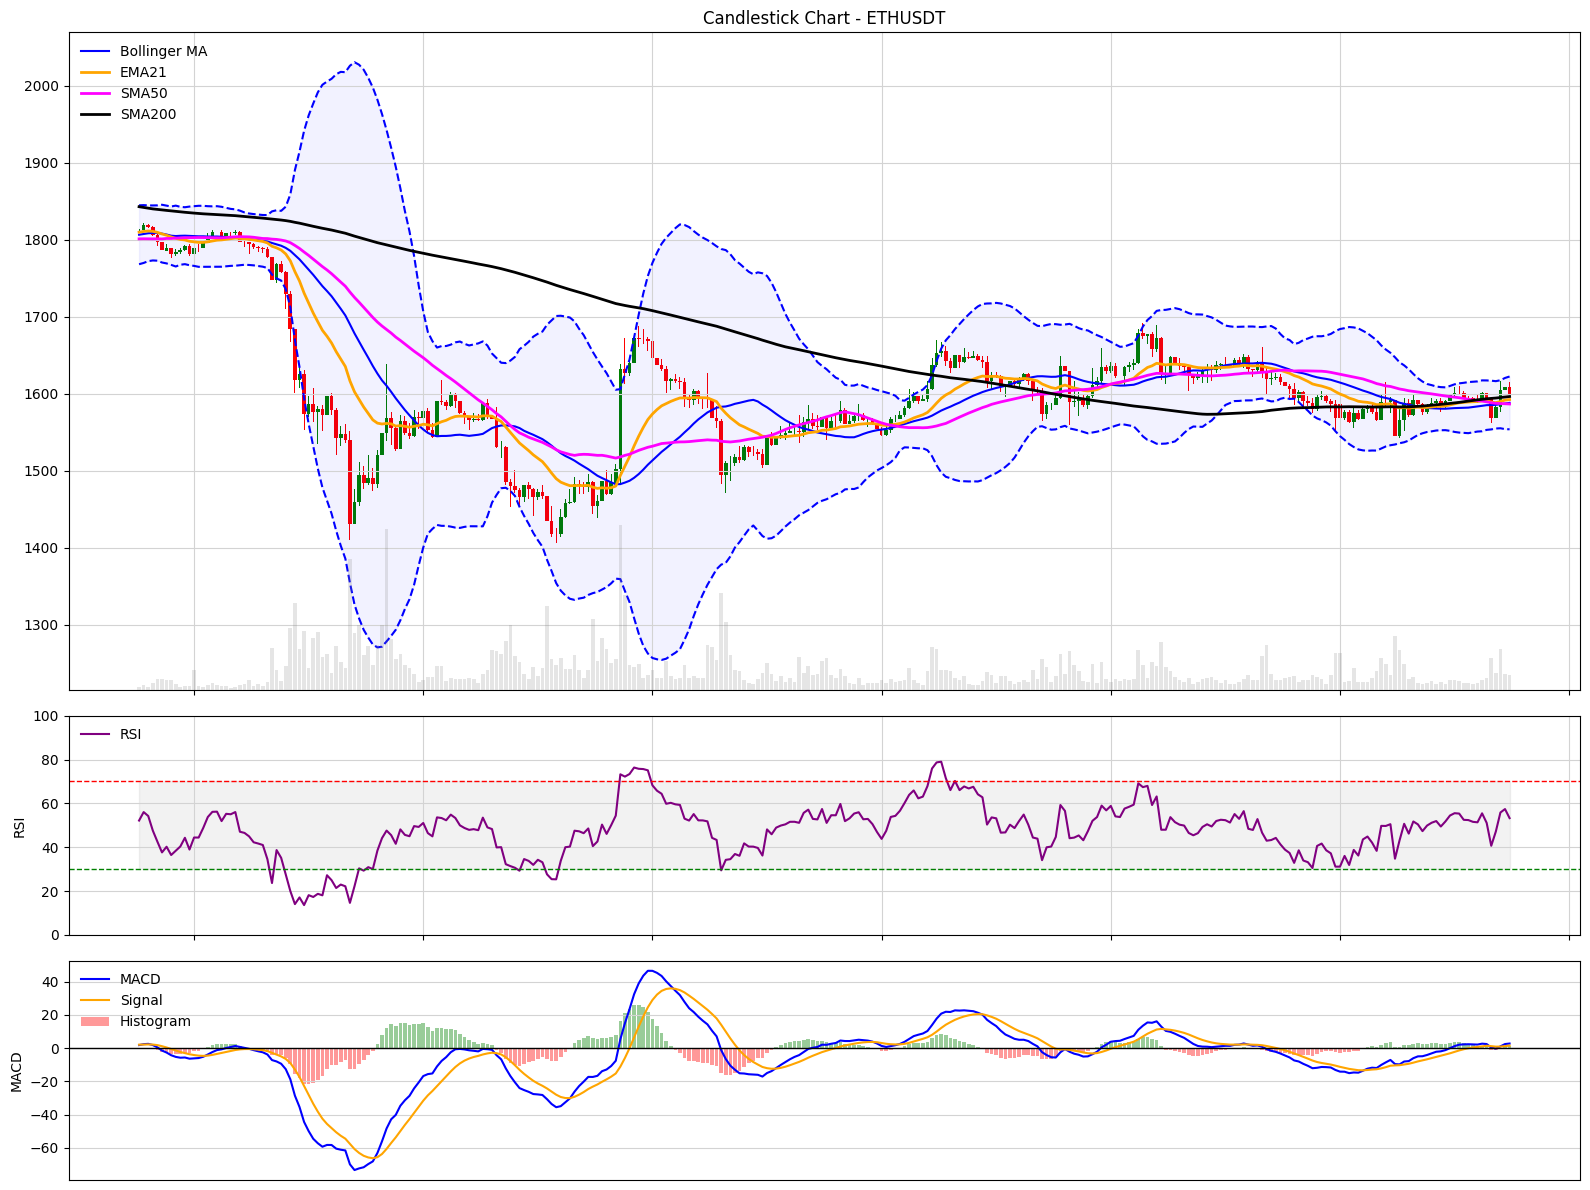 Candlestick Chart - ETHUSDT
Bollinger MA
EMA21
SMA50
SMA200
2000
1900
1800
1700
1600
1500
1400
1300
RSI
RSI
100
80
60
40
20
0
MACD
Signal
Histogram
MACD
40
20
0
−20
−40
−60